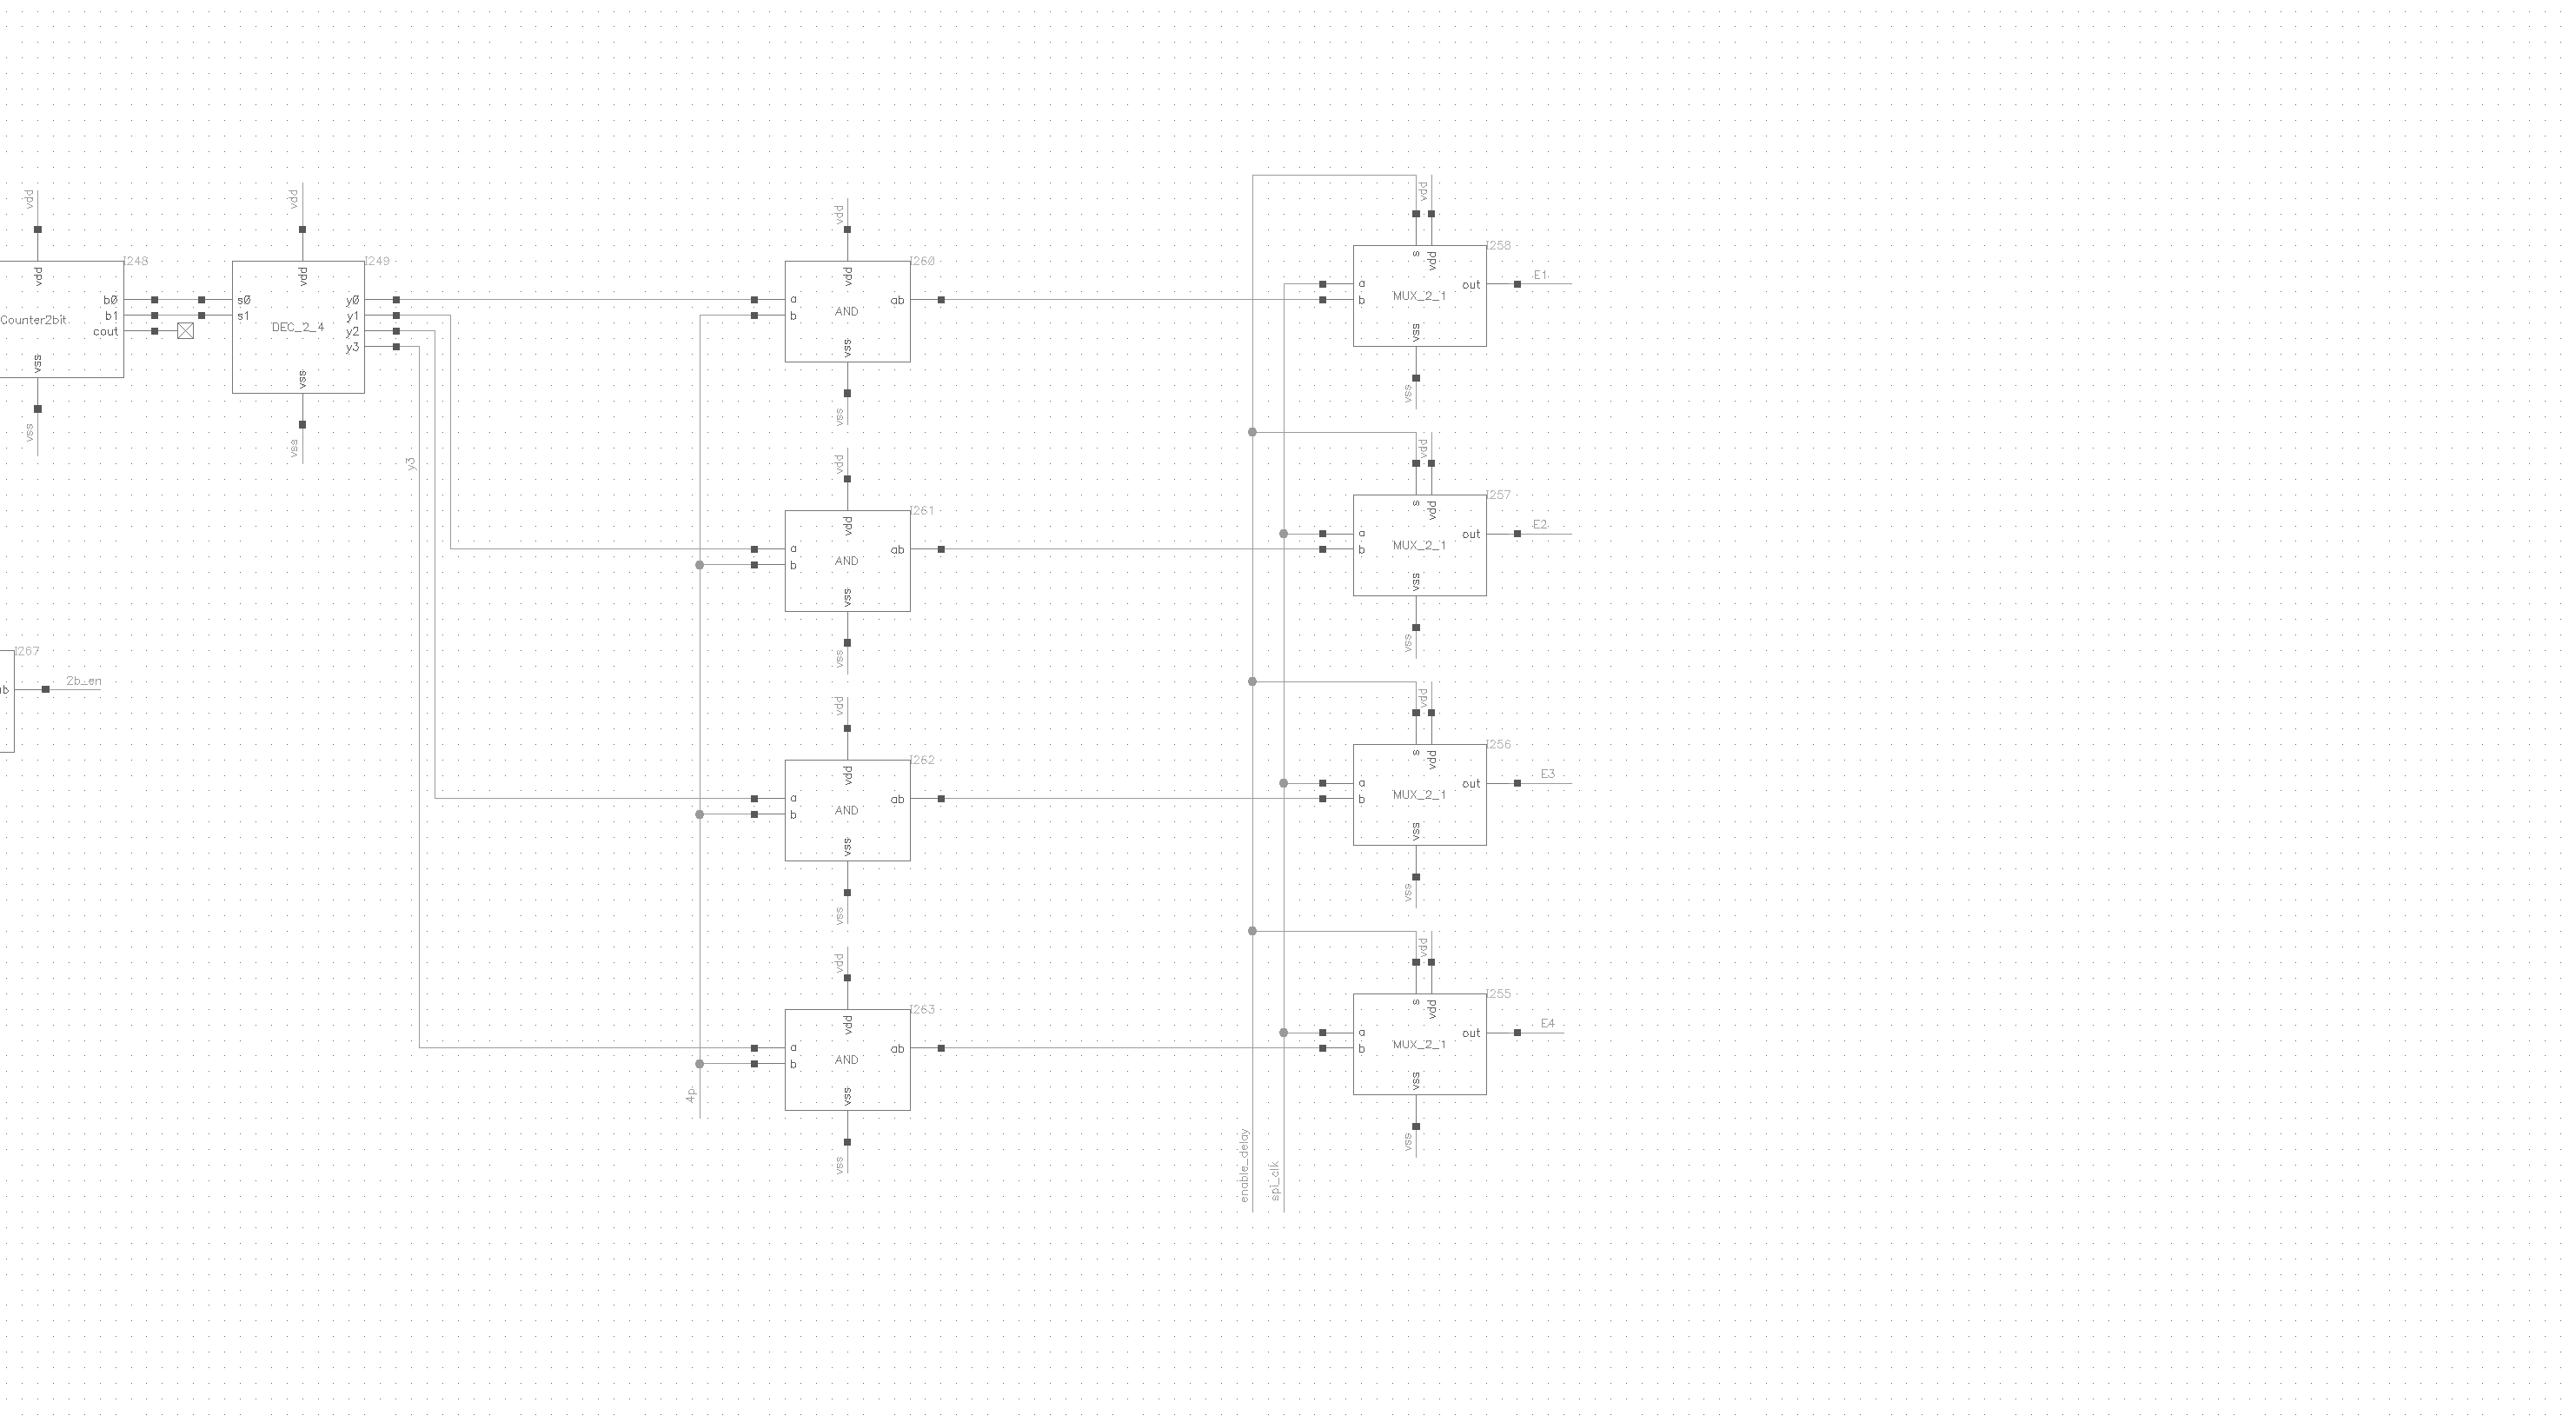 vdd
vdd
vdd
I248
vdd
b0
b1
cout
Counter2bit
vss
vss
I249
vdd
s0
s1
y0
y1
y2
y3
DEC_2_4
vss
vss
y3
I267
ab
2b_en
I260
vdd
a
b
ab
AND
vss
vss
vdd
I261
vdd
a
b
ab
AND
vss
vss
vdd
I262
vdd
a
b
ab
AND
vss
vss
vdd
I263
vdd
a
b
ab
AND
vss
vss
4p
vdd
I258
s
vdd
a
b
out
MUX_2_1
vss
vss
E1
vdd
I257
s
vdd
a
b
out
MUX_2_1
vss
vss
E2
vdd
I256
s
vdd
a
b
out
MUX_2_1
vss
vss
E3
vdd
I255
s
vdd
a
b
out
MUX_2_1
vss
vss
E4
enable_delay
spi_clk